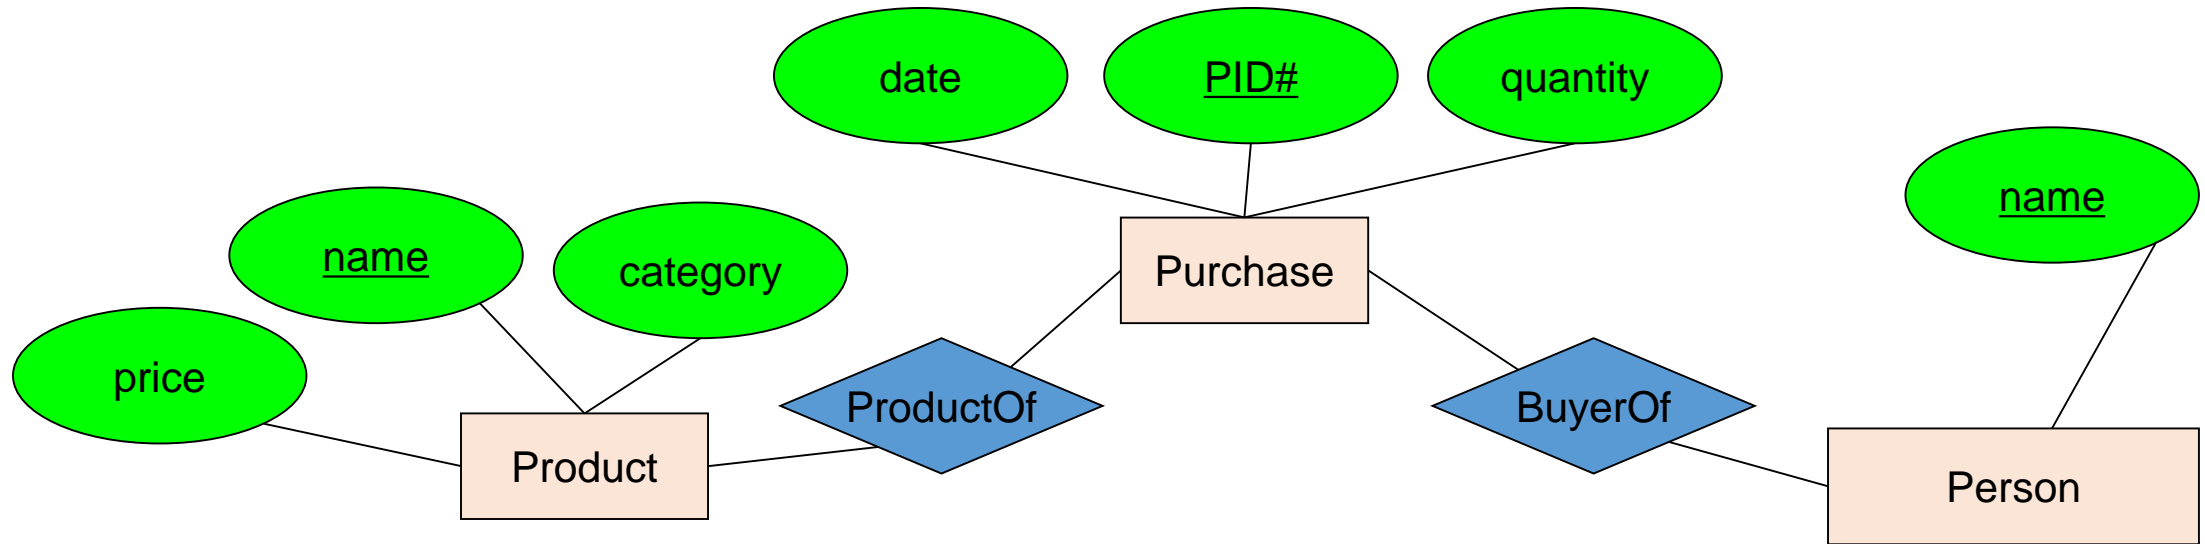 date
PID#
quantity
name
name
category
Purchase
price
ProductOf
BuyerOf
Product
Person